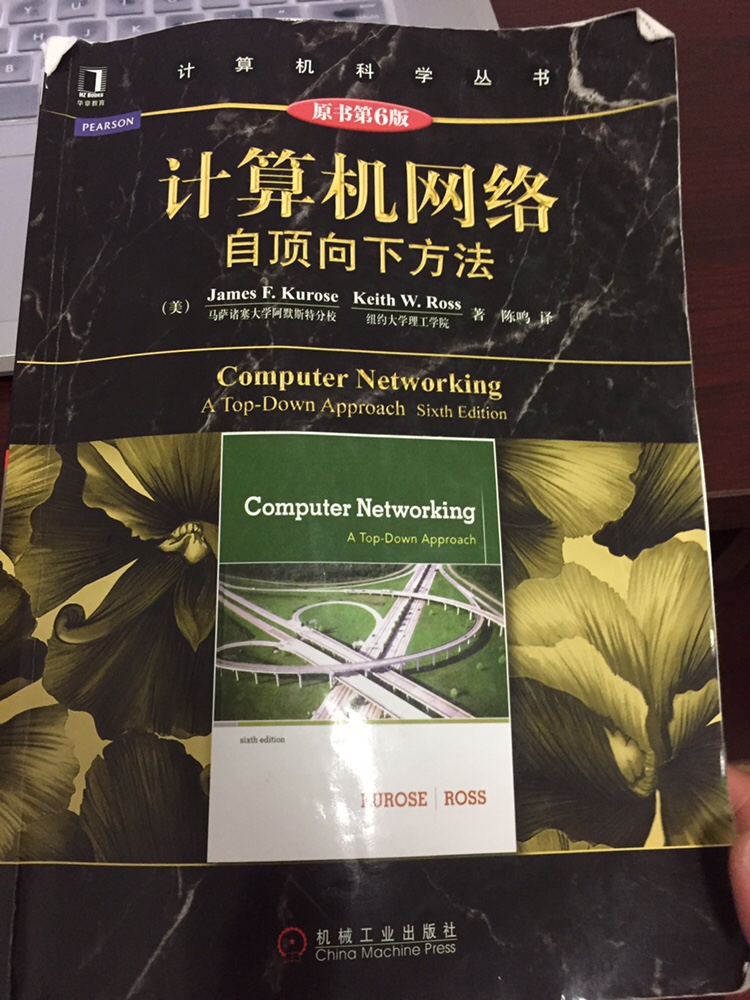 计算机科学丛书
HZ BOOKS
华章教育
PEARSON
原书第6版
计算机网络
自顶向下方法
(美) James F. Kurose Keith W. Ross 著 陈鸣 译
马萨诸塞大学阿默斯特分校 纽约大学理工学院
Computer Networking
A Top-Down Approach Sixth Edition
Computer Networking
A Top-Down Approach
sixth edition
KUROSE | ROSS
机械工业出版社
China Machine Press